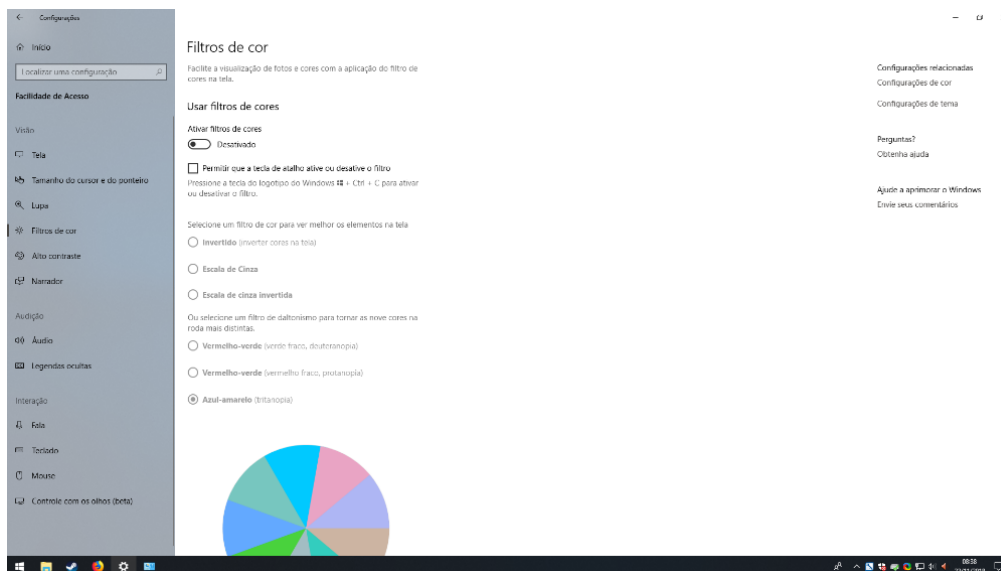 Configurações
Início
Localizar uma configuração
Facilidade de Acesso
Visão
Tela
Tamanho do cursor e do ponteiro
Lupa
Filtros de cor
Alto contraste
Narrador
Audição
Áudio
Legendas ocultas
Interação
Fala
Teclado
Mouse
Controle com os olhos (beta)
Filtros de cor
Facilite a visualização de fotos e cores com a aplicação do filtro de
cores na tela.
Usar filtros de cores
Ativar filtros de cores
Desativado
Permitir que a tecla de atalho ative ou desative o filtro
Pressione a tecla do logotipo do Windows + Ctrl + C para ativar
ou desativar o filtro.
Selecione um filtro de cor para ver melhor os elementos na tela
Invertido (inverter cores na tela)
Escala de Cinza
Escala de cinza invertida
Ou selecione um filtro de daltonismo para tornar as nove cores na
roda mais distintas.
Vermelho-verde (verde fraco, deuteranopia)
Vermelho-verde (vermelho fraco, protanopia)
Azul-amarelo (tritanopia)
Configurações relacionadas
Configurações de cor
Configurações de tema
Perguntas?
Obtenha ajuda
Ajude a aprimorar o Windows
Envie seus comentários
08:38